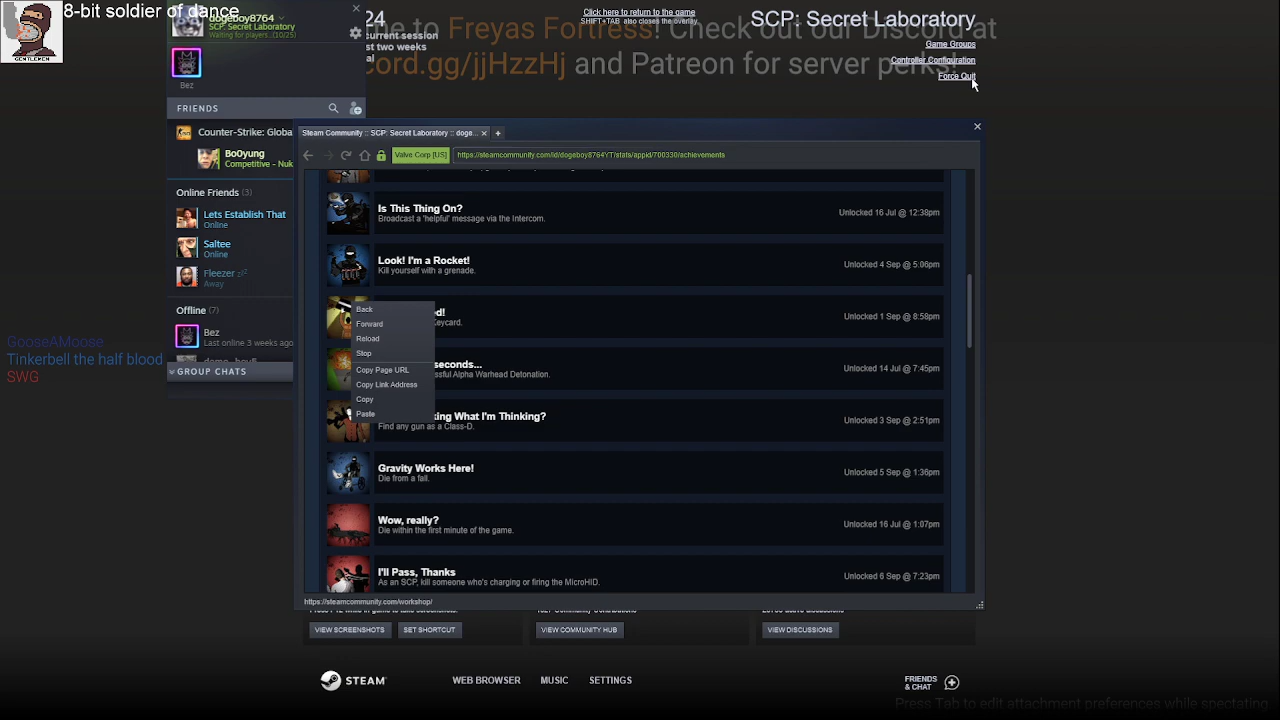 8-bit soldier of dance
GENTLEMEN
dogeboy8764
SCP: Secret Laboratory
Waiting for players... (10/25)
24
Click here to return to the game
SHIFT+TAB also closes the overlay
SCP: Secret Laboratory
me to Freyas Fortress! Check out our Discord at
cord.gg/jjHzzHj and Patreon for server perks!
current session
st two weeks
al
Game Groups
Controller Configuration
Force Quit
Bez
FRIENDS
Counter-Strike: Globa
Bo0yung
Competitive - Nuk
Online Friends (3)
Lets Establish That
Online
Saltee
Online
Fleezer
Away
Offline (7)
Bez
Last online 3 weeks ago
GROUP CHATS
GooseAMoose
Tinkerbell the half blood
SWG
Steam Community :: SCP: Secret Laboratory :: doge...
Valve Corp [US]
https://steamcommunity.com/id/dogeboy8764YT/stats/appid/700330/achievements
Is This Thing On?
Broadcast a 'helpful' message via the Intercom.
Unlocked 16 Jul @ 12:38pm
Look! I'm a Rocket!
Kill yourself with a grenade.
Unlocked 4 Sep @ 5:06pm
d!
Keycard.
Unlocked 1 Sep @ 8:58pm
seconds...
ssful Alpha Warhead Detonation.
Unlocked 14 Jul @ 7:45pm
king What I'm Thinking?
Find any gun as a Class-D.
Unlocked 3 Sep @ 2:51pm
Gravity Works Here!
Die from a fall.
Unlocked 5 Sep @ 1:36pm
Wow, really?
Die within the first minute of the game.
Unlocked 16 Jul @ 1:07pm
I'll Pass, Thanks
As an SCP, kill someone who's charging or firing the MicroHID.
Unlocked 6 Sep @ 7:23pm
Back
Forward
Reload
Stop
Copy Page URL
Copy Link Address
Copy
Paste
https://steamcommunity.com/workshop/
VIEW SCREENSHOTS
SET SHORTCUT
VIEW COMMUNITY HUB
VIEW DISCUSSIONS
STEAM
WEB BROWSER
MUSIC
SETTINGS
FRIENDS
& CHAT
Press Tab to edit attachment preferences while spectating.